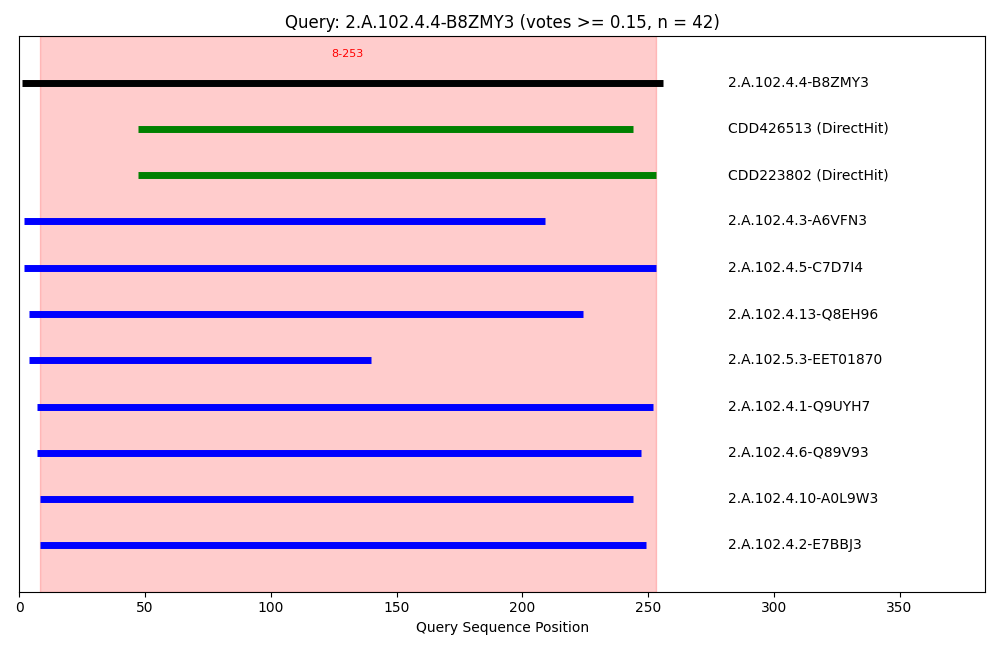 Query: 2.A.102.4.4-B8ZMY3 (votes >= 0.15, n = 42)
8-253
2.A.102.4.4-B8ZMY3
CDD426513 (DirectHit)
CDD223802 (DirectHit)
2.A.102.4.3-A6VFN3
2.A.102.4.5-C7D7I4
2.A.102.4.13-Q8EH96
2.A.102.5.3-EET01870
2.A.102.4.1-Q9UYH7
2.A.102.4.6-Q89V93
2.A.102.4.10-A0L9W3
2.A.102.4.2-E7BBJ3
0 50 100 150 200 250 300 350
Query Sequence Position